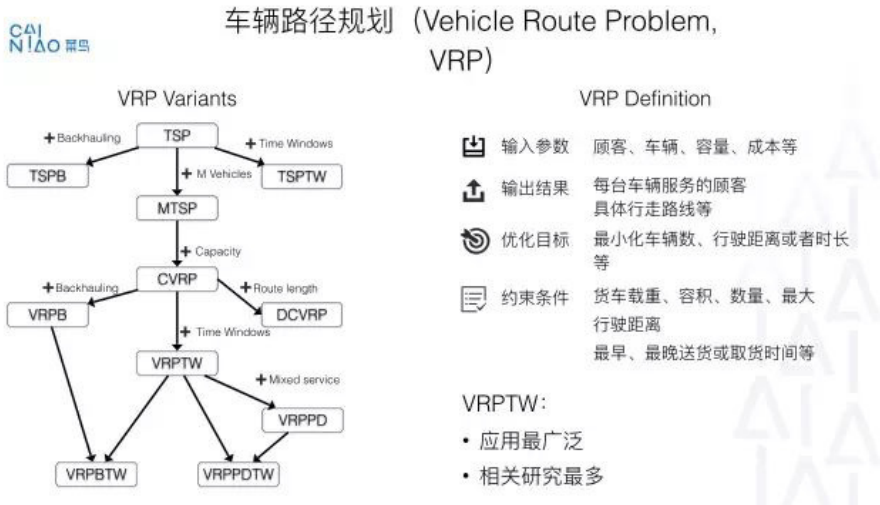 CAI
NIAO 菜鸟
车辆路径规划（Vehicle Route Problem,
VRP）
VRP Variants
TSP
+ Backhauling
+ Time Windows
TSPB
+ M Vehicles
TSPTW
MTSP
+ Capacity
CVRP
+ Backhauling
+ Route length
VRPB
DCVRP
+ Time Windows
VRPTW
+ Mixed service
VRPPD
VRPBTW
VRPPDTW
VRP Definition
输入参数 顾客、车辆、容量、成本等
输出结果 每台车辆服务的顾客
具体行走路线等
优化目标 最小化车辆数、行驶距离或者时长
等
约束条件 货车载重、容积、数量、最大
行驶距离
最早、最晚送货或取货时间等
VRPTW：
• 应用最广泛
• 相关研究最多